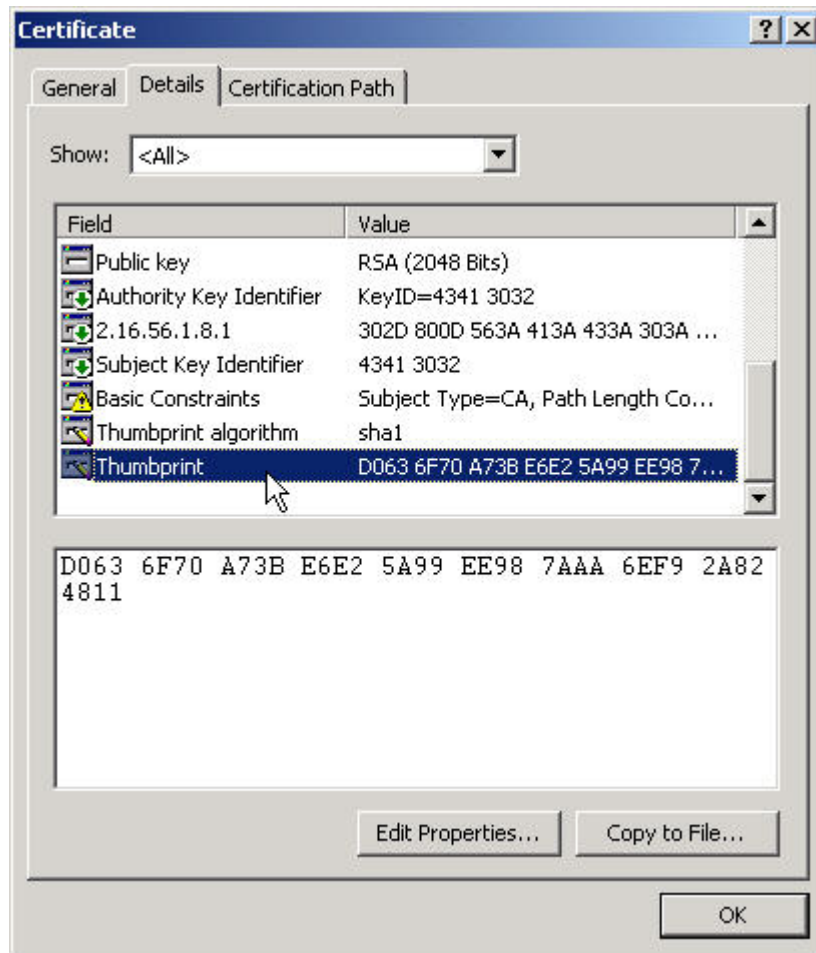 Certificate
General Details Certification Path
Show: <All>
Field Value
Public key RSA (2048 Bits)
Authority Key Identifier KeyID=4341 3032
2.16.56.1.8.1 302D 800D 563A 413A 433A 303A ...
Subject Key Identifier 4341 3032
Basic Constraints Subject Type=CA, Path Length Co...
Thumbprint algorithm sha1
Thumbprint D063 6F70 A73B E6E2 5A99 EE98 7...
D063 6F70 A73B E6E2 5A99 EE98 7AAA 6EF9 2A82
4811
Edit Properties... Copy to File...
OK